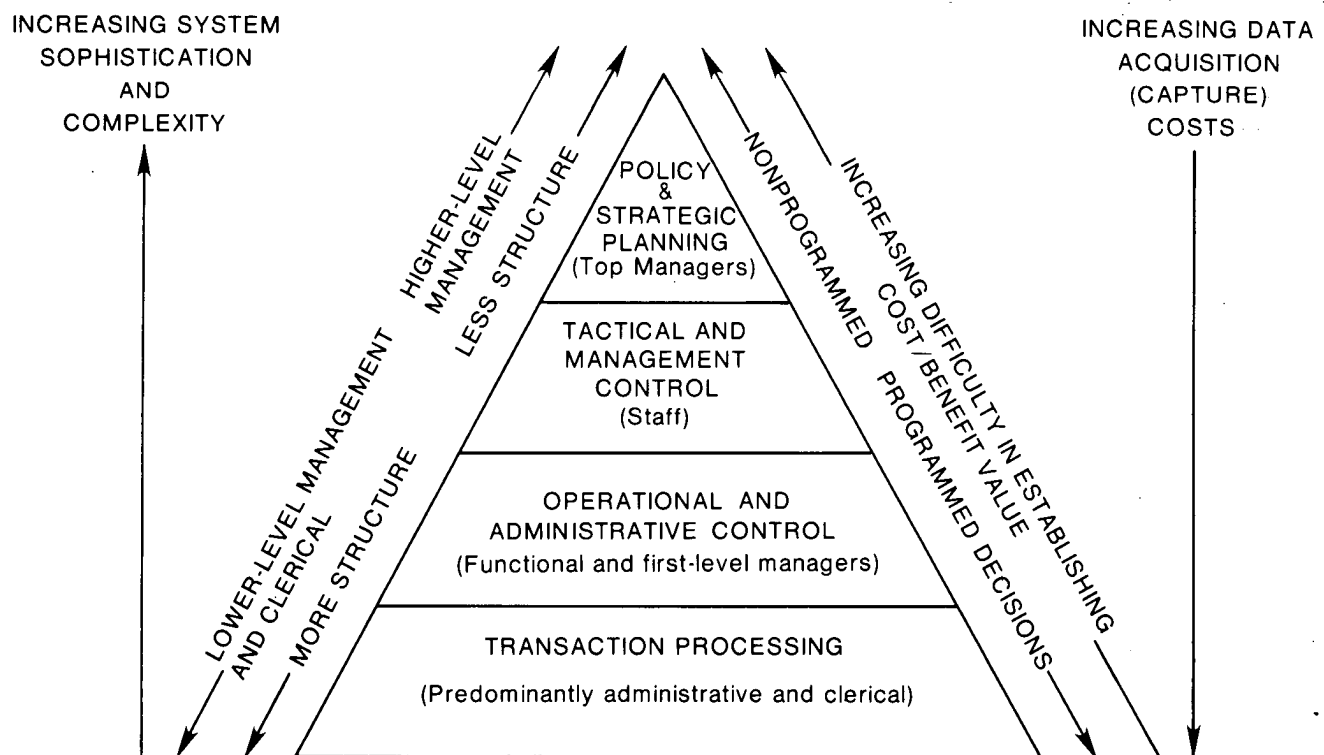 INCREASING SYSTEM
SOPHISTICATION
AND
COMPLEXITY
INCREASING DATA
ACQUISITION
(CAPTURE)
COSTS
HIGHER-LEVEL
MANAGEMENT
LESS STRUCTURE
LOWER-LEVEL MANAGEMENT
AND CLERICAL
MORE STRUCTURE
POLICY
&
STRATEGIC
PLANNING
(Top Managers)
TACTICAL AND
MANAGEMENT
CONTROL
(Staff)
OPERATIONAL AND
ADMINISTRATIVE CONTROL
(Functional and first-level managers)
TRANSACTION PROCESSING
(Predominantly administrative and clerical)
NONPROGRAMMED
PROGRAMMED DECISIONS
INCREASING DIFFICULTY IN ESTABLISHING
COST/BENEFIT VALUE